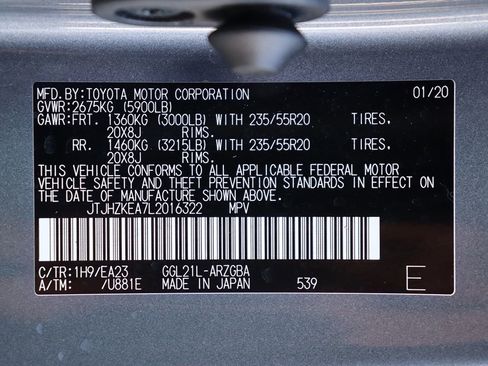 MFD.BY:TOYOTA MOTOR CORPORATION 01/20
GVWR:2675KG (5900LB)
GAWR:FRT. 1360KG (3000LB) WITH 235/55R20 TIRES.
20X8J RIMS.
RR. 1460KG (3215LB) WITH 235/55R20 TIRES.
20X8J RIMS.
THIS VEHICLE CONFORMS TO ALL APPLICABLE FEDERAL MOTOR
VEHICLE SAFETY AND THEFT PREVENTION STANDARDS IN EFFECT ON
THE DATE OF MANUFACTURE SHOWN ABOVE.
JTJHZKEA7L2016322 MPV
C/TR:1H9/EA23 GGL21L-ARZGBA
A/TM: /U881E MADE IN JAPAN 539 E